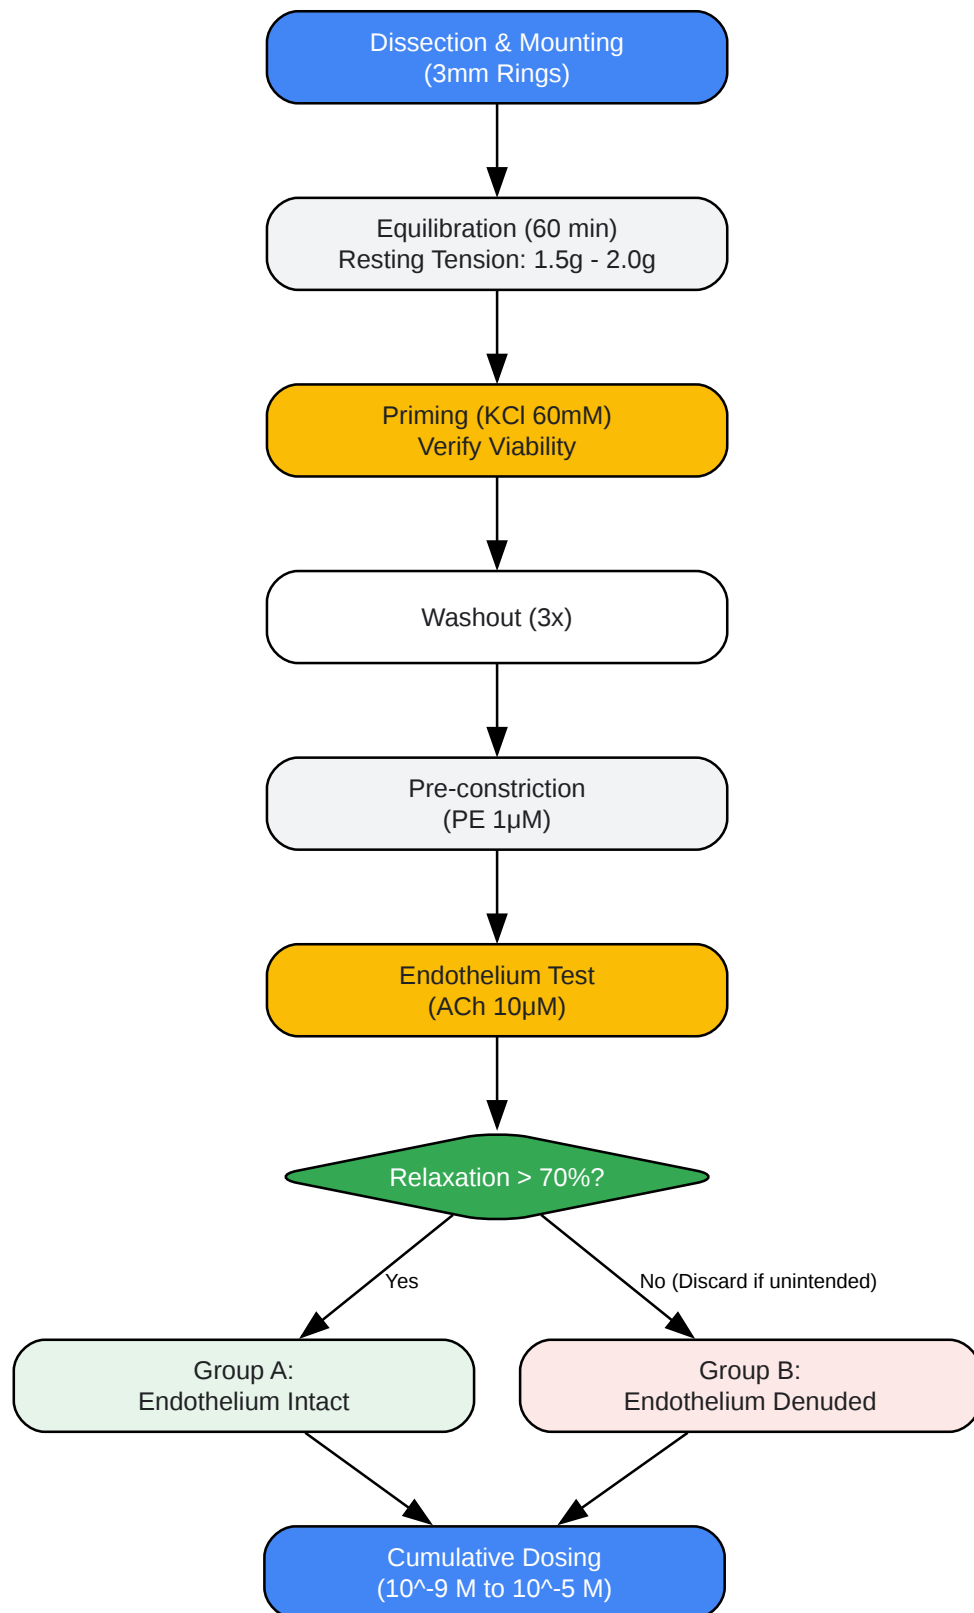 Dissection & Mounting
(3mm Rings)
Equilibration (60 min)
Resting Tension: 1.5g - 2.0g
Priming (KCl 60mM)
Verify Viability
Washout (3x)
Pre-constriction
(PE 1μM)
Endothelium Test
(ACh 10μM)
Relaxation > 70%?
Yes
No (Discard if unintended)
Group A:
Endothelium Intact
Group B:
Endothelium Denuded
Cumulative Dosing
(10^-9 M to 10^-5 M)